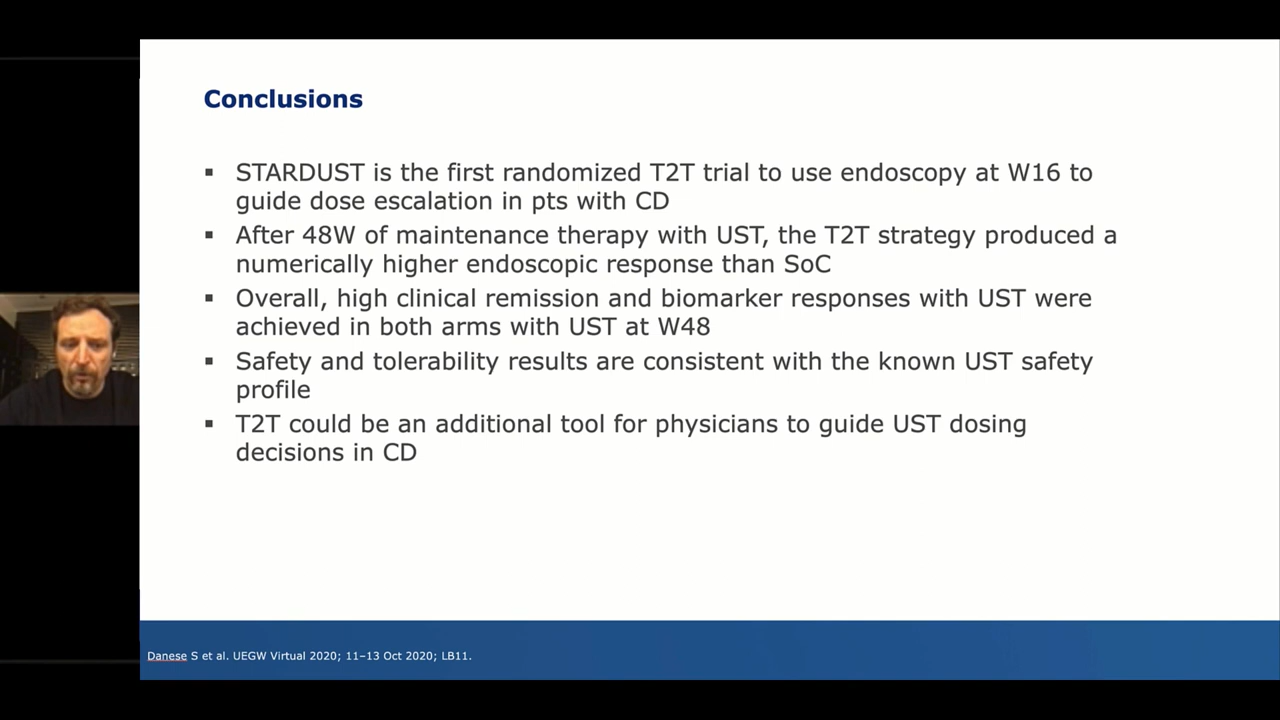 Conclusions
▪ STARDUST is the first randomized T2T trial to use endoscopy at W16 to
guide dose escalation in pts with CD
▪ After 48W of maintenance therapy with UST, the T2T strategy produced a
numerically higher endoscopic response than SoC
▪ Overall, high clinical remission and biomarker responses with UST were
achieved in both arms with UST at W48
▪ Safety and tolerability results are consistent with the known UST safety
profile
▪ T2T could be an additional tool for physicians to guide UST dosing
decisions in CD
Danese S et al. UEGW Virtual 2020; 11–13 Oct 2020; LB11.